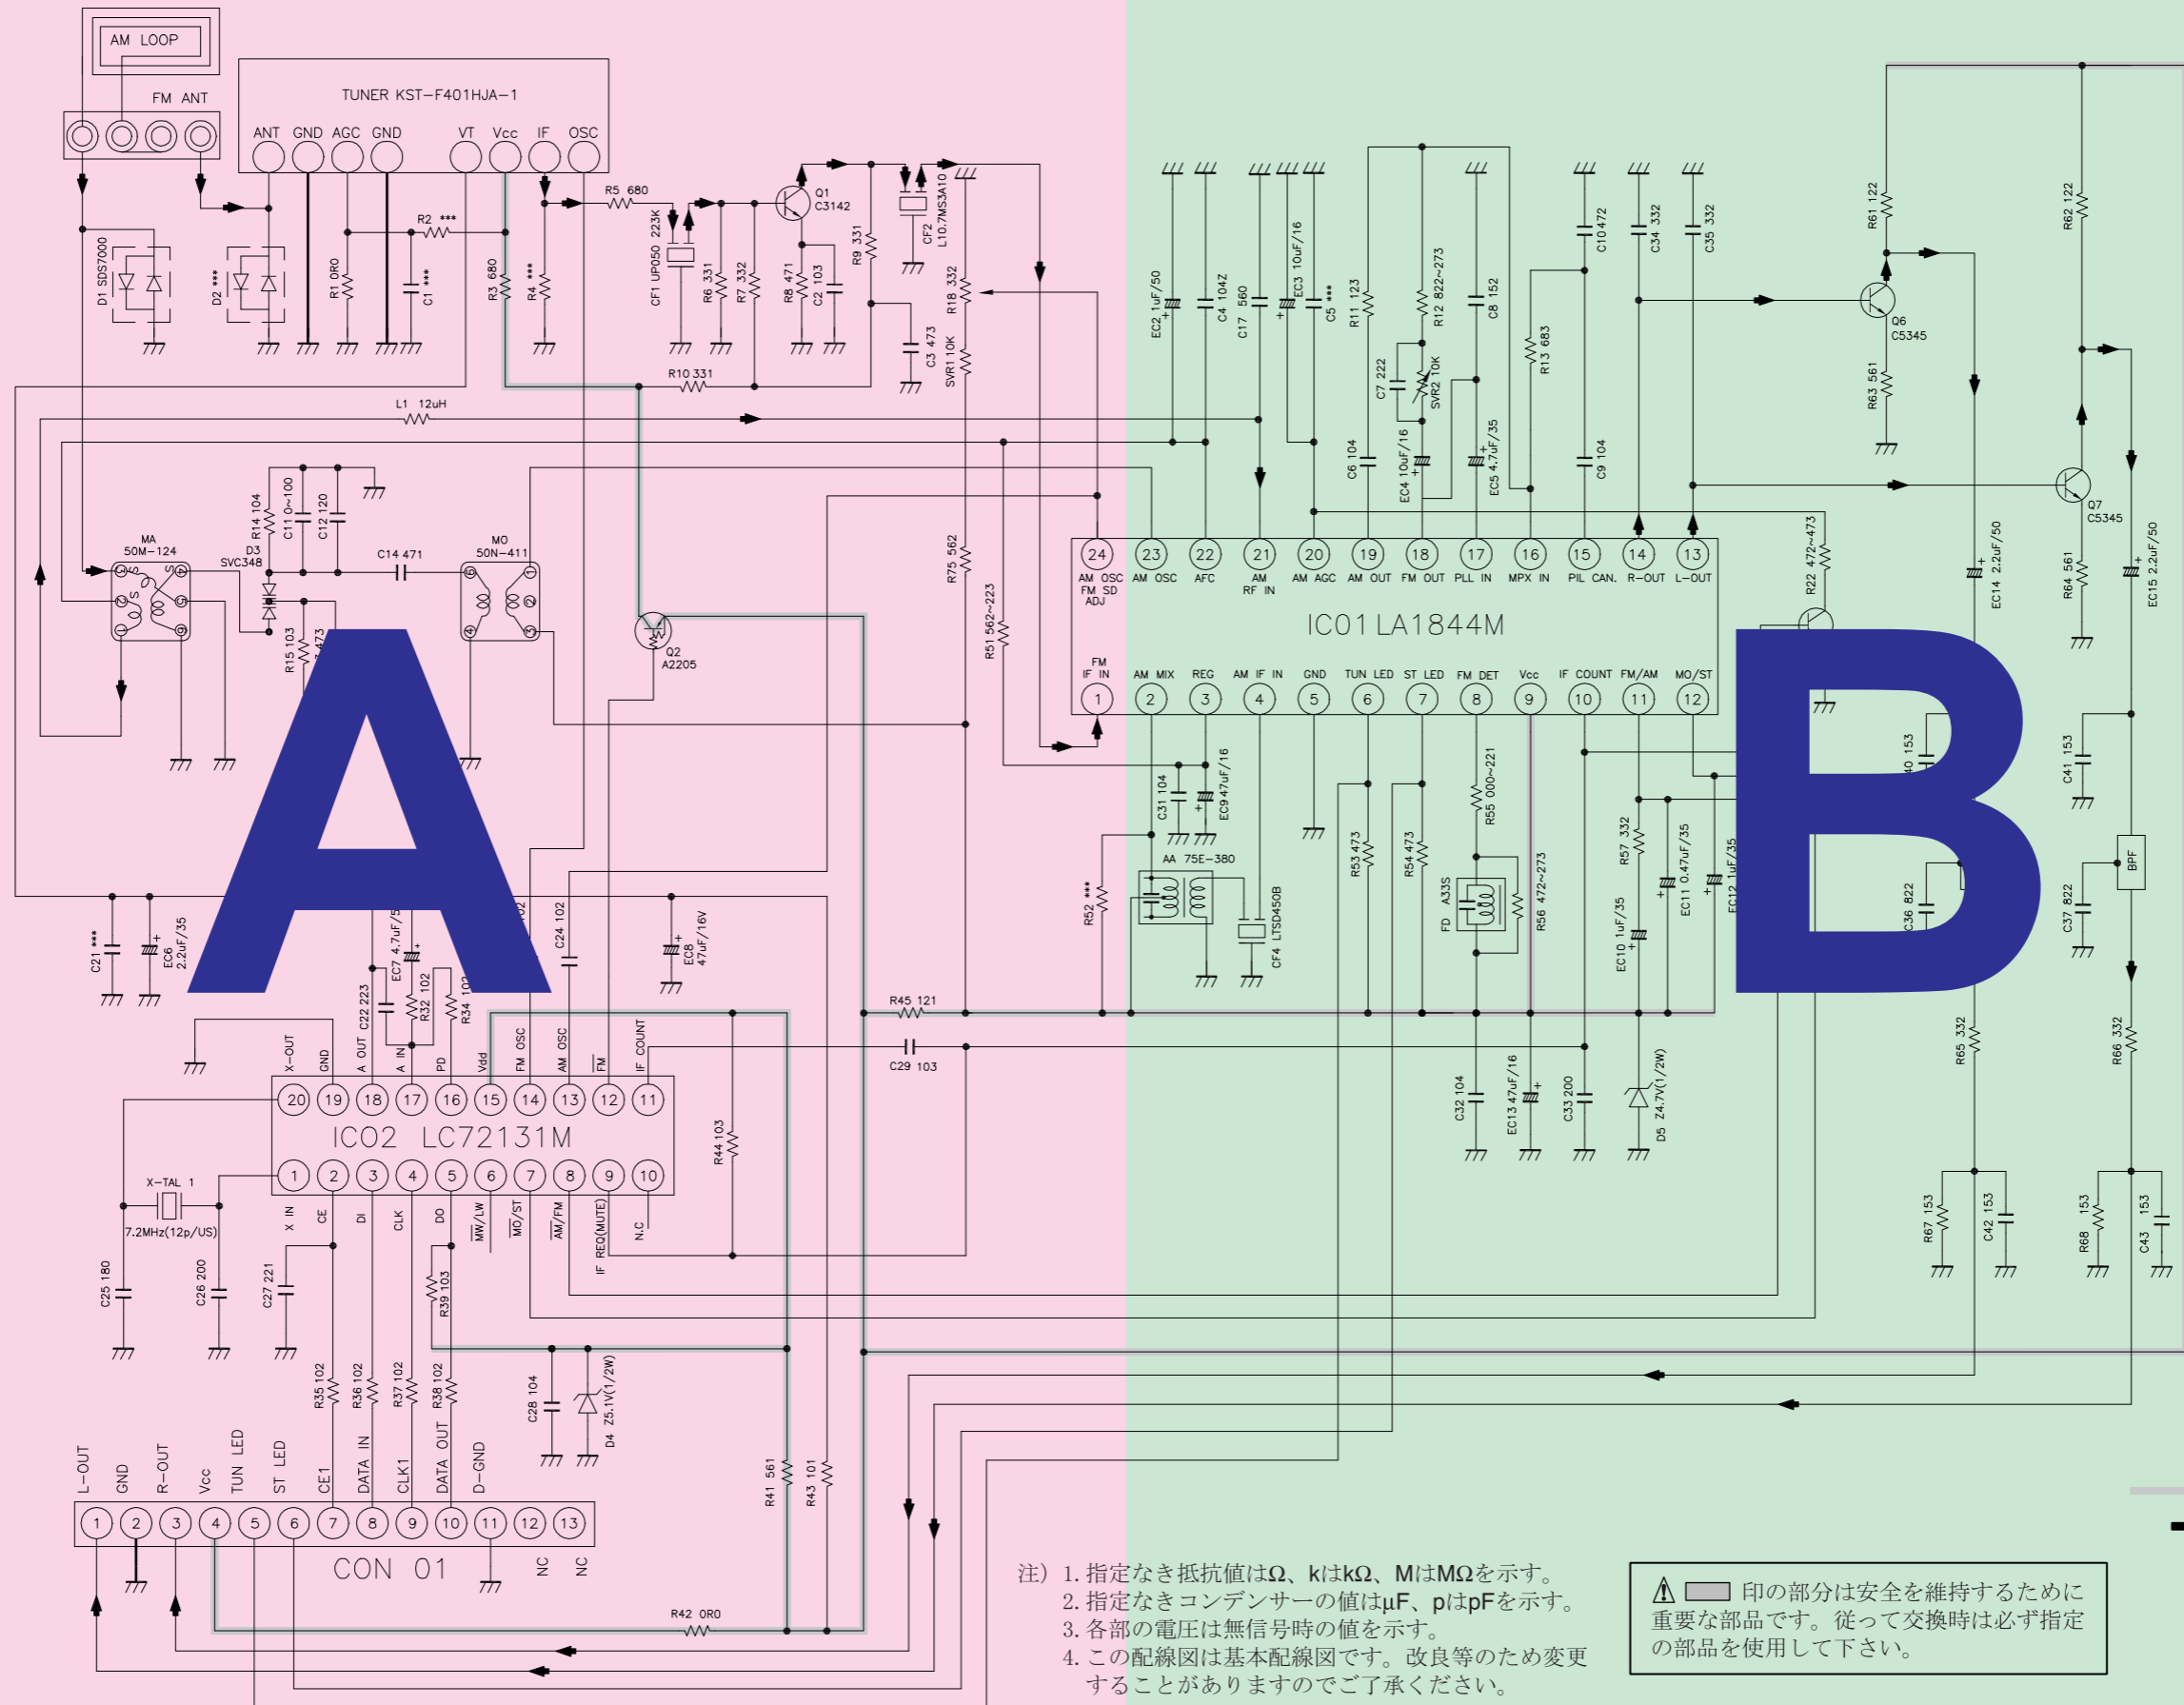 AM LOOP
FM ANT
TUNER KST-F401HJA-1
ANT GND AGC GND VT Vcc IF OSC
D1 SDS7000
D2 ***
R1 0R0
R2 ***
C1 ***
R3 680
R4 ***
R5 680
CF1 UP050 223K
R6 331
R7 332
Q1
C3142
R8 471
C2 103
R9 331
CF2
L10.7MS3A10
C3 473
R18 332
SVR1 10K
R10 331
L1 12uH
EC2 1uF/50
C4 104Z
C17 560
EC3 10uF/16
C5 ***
R11 123
R12 822~273
C7 222
SVR2 10K
C8 152
R13 683
C10 472
C34 332
C35 332
C6 104
EC4 10uF/16
EC5 4.7uF/35
C9 104
R61 122
R62 122
Q6
C5345
R63 561
Q7
C5345
R64 561
EC14 2.2uF/50
EC15 2.2uF/50
R22 472~473
MA
50M-124
R14 104
C11 0~100
C12 120
D3
SVC348
C14 471
MO
50N-411
R15 103
473
Q2
A2205
R75 562
R51 562~223
24 23 22 21 20 19 18 17 16 15 14 13
AM OSC
FM SD
ADJ
AM OSC
AFC
AM
RF IN
AM AGC
AM OUT
FM OUT
PLL IN
MPX IN
PIL CAN.
R-OUT
L-OUT
IC01 LA1844M
FM
IF IN
AM MIX
REG
AM IF IN
GND
TUN LED
ST LED
FM DET
Vcc
IF COUNT
FM/AM
MO/ST
1 2 3 4 5 6 7 8 9 10 11 12
A
B
C31 104
EC9 47uF/16
AA 75E-380
R52 ***
CF4 LTSD450B
R53 473
R54 473
R55 000~221
FD A33S
R56 472~273
R57 332
EC10 1uF/35
EC11 0.47uF/35
EC12 1uF/35
40 153
C36 822
C41 153
BPF
C37 822
R65 332
R66 332
C21 ***
EC6
2.2uF/35
C22 223
EC7 4.7uF/5
R32 102
R34 102
C24 102
EC8
47uF/16V
R45 121
C29 103
R44 103
C32 104
EC13 47uF/16
C33 200
D5 Z4.7V(1/2W)
R67 153
C42 153
R68 153
C43 153
X-OUT
GND
A OUT
A IN
PD
Vdd
FM OSC
AM OSC
FM
IF COUNT
20 19 18 17 16 15 14 13 12 11
IC02 LC72131M
1 2 3 4 5 6 7 8 9 10
X IN
CE
DI
CLK
DO
MW/LW
MO/ST
AM/FM
IF REQ(MUTE)
N.C
X-TAL 1
7.2MHz(12p/US)
C25 180
C26 200
C27 221
R39 103
R35 102
R36 102
R37 102
R38 102
C28 104
D4 Z5.1V(1/2W)
R41 561
R43 101
L-OUT
GND
R-OUT
Vcc
TUN LED
ST LED
CE1
DATA IN
CLK1
DATA OUT
D-GND
1 2 3 4 5 6 7 8 9 10 11 12 13
CON 01
NC
NC
R42 0R0
注) 1. 指定なき抵抗値はΩ、kはkΩ、MはMΩを示す。
2. 指定なきコンデンサーの値はμF、pはpFを示す。
3. 各部の電圧は無信号時の値を示す。
4. この配線図は基本配線図です。改良等のため変更
することがありますのでご了承ください。
印の部分は安全を維持するために
重要な部品です。従って交換時は必ず指定
の部品を使用して下さい。